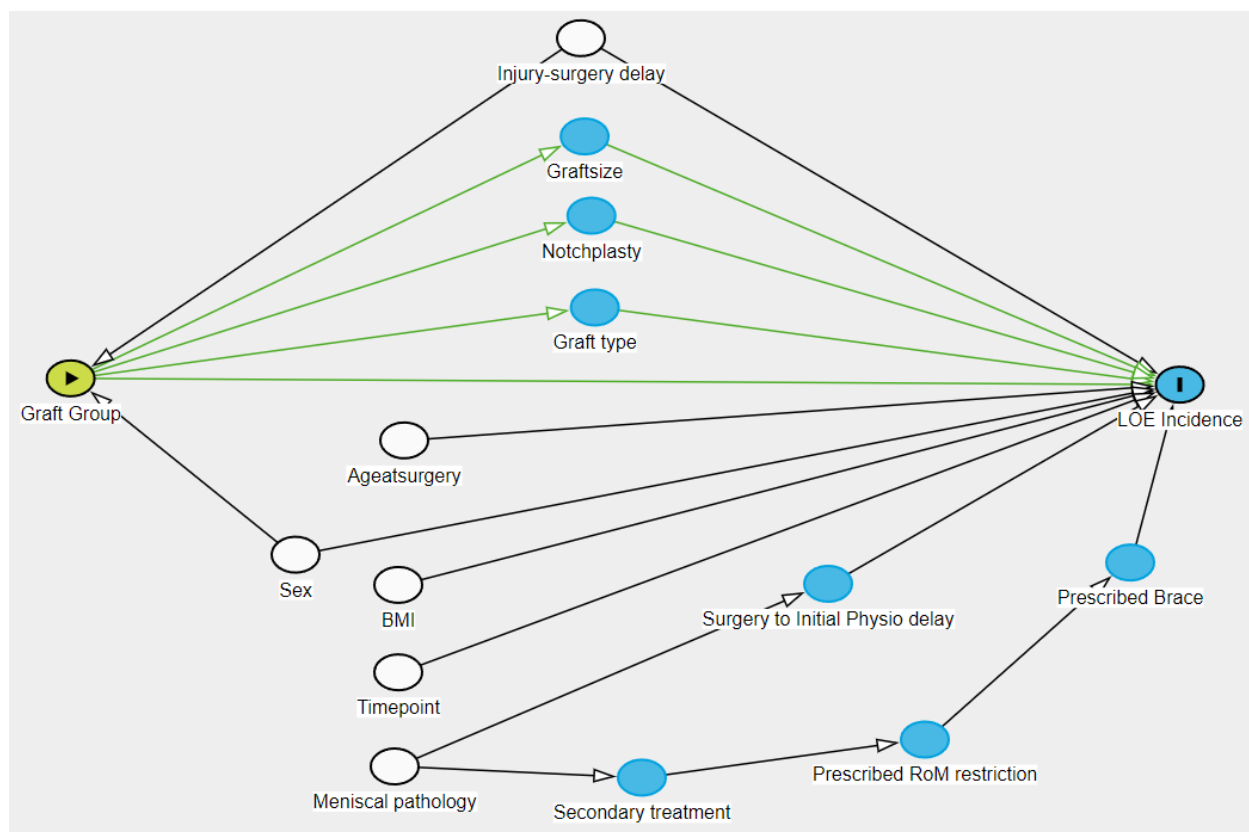 Injury-surgery delay
Graftsize
Notchplasty
Graft type
Graft Group
LOE Incidence
Ageatsurgery
Sex
BMI
Surgery to Initial Physio delay
Prescribed Brace
Timepoint
Meniscal pathology
Secondary treatment
Prescribed RoM restriction